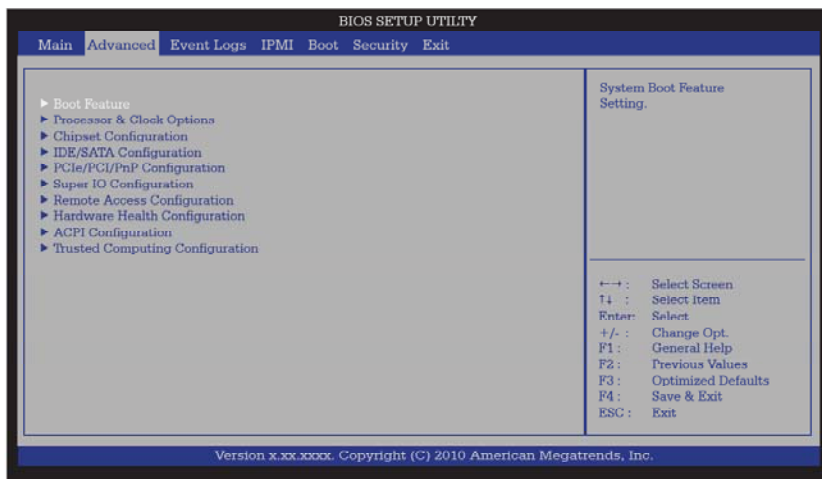 BIOS SETUP UTILTY
Main Advanced Event Logs IPMI Boot Security Exit
▶ Boot Feature
▶ Processor & Clock Options
▶ Chipset Configuration
▶ IDE/SATA Configuration
▶ PCIe/PCI/PnP Configuration
▶ Super IO Configuration
▶ Remote Access Configuration
▶ Hardware Health Configuration
▶ ACPI Configuration
▶ Trusted Computing Configuration
System Boot Feature
Setting.
←→ : Select Screen
↑↓ : Select Item
Enter: Select
+/- : Change Opt.
F1 : General Help
F2 : Previous Values
F3 : Optimized Defaults
F4 : Save & Exit
ESC : Exit
Version x.xx.xxxx. Copyright (C) 2010 American Megatrends, Inc.